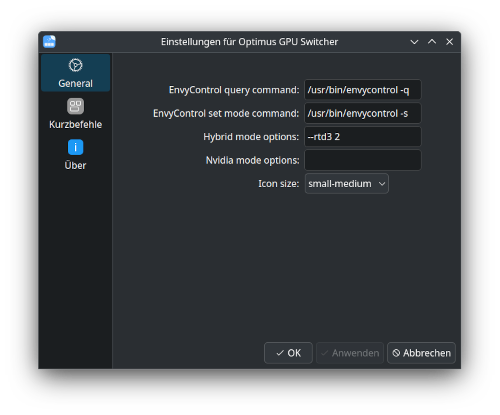 Einstellungen für Optimus GPU Switcher
General
Kurzbefehle
Über
EnvyControl query command: /usr/bin/envycontrol -q
EnvyControl set mode command: /usr/bin/envycontrol -s
Hybrid mode options: --rtd3 2
Nvidia mode options:
Icon size: small-medium
OK Anwenden Abbrechen